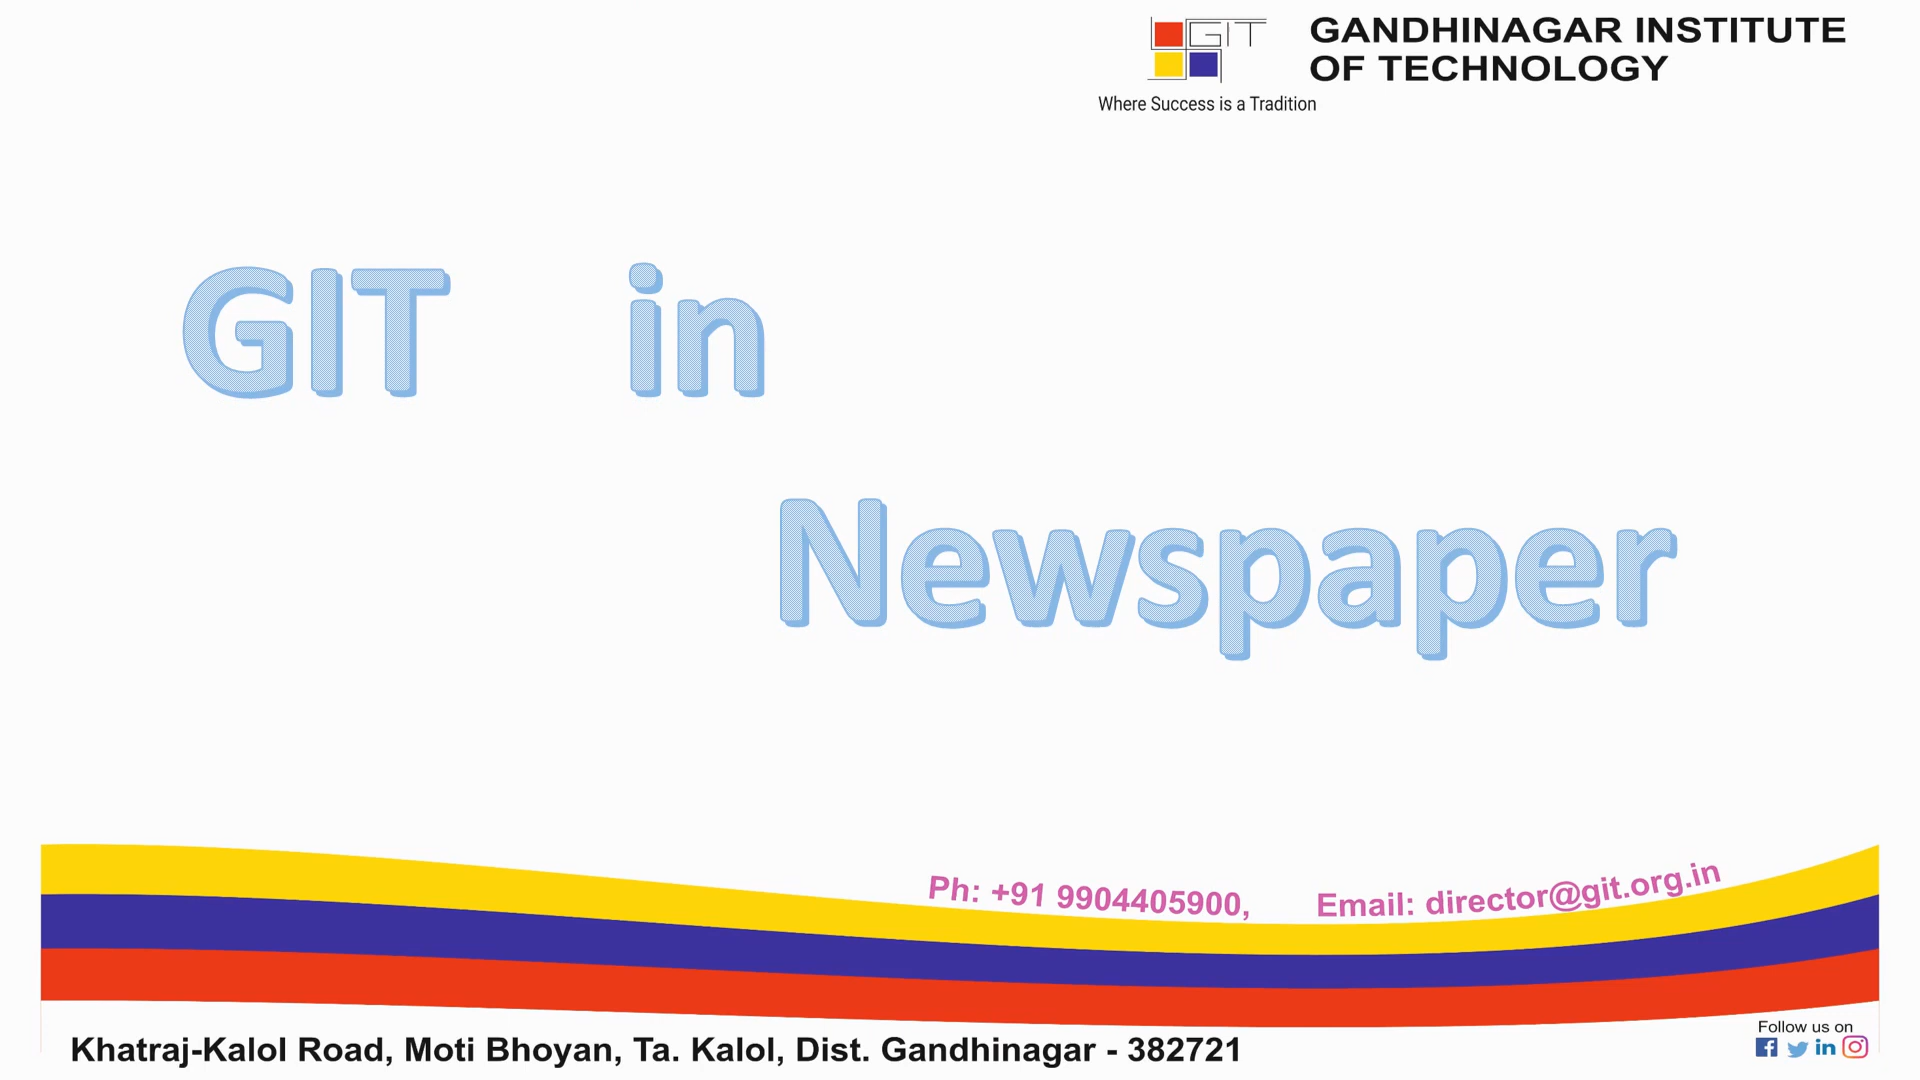 GIT
GANDHINAGAR INSTITUTE
OF TECHNOLOGY
Where Success is a Tradition
GIT in
Newspaper
Ph: +91 9904405900, Email: director@git.org.in
Follow us on
Khatraj-Kalol Road, Moti Bhoyan, Ta. Kalol, Dist. Gandhinagar - 382721